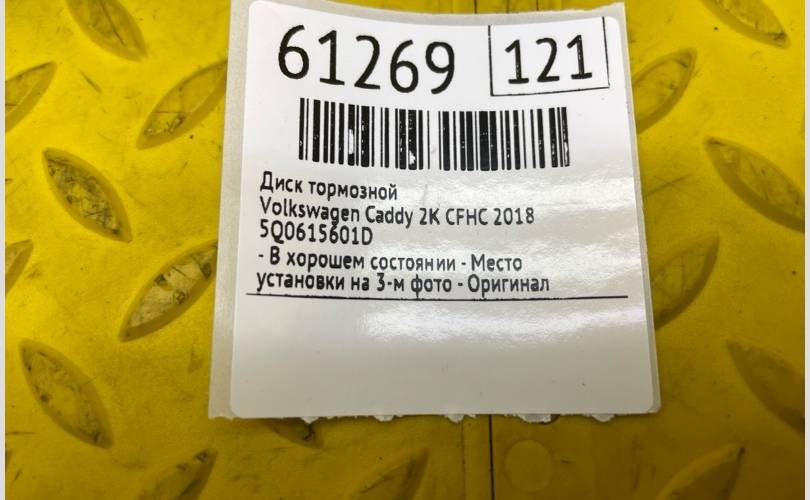 61269 121
Диск тормозной
Volkswagen Caddy 2K CFHC 2018
5Q0615601D
- В хорошем состоянии - Место
установки на 3-м фото - Оригинал